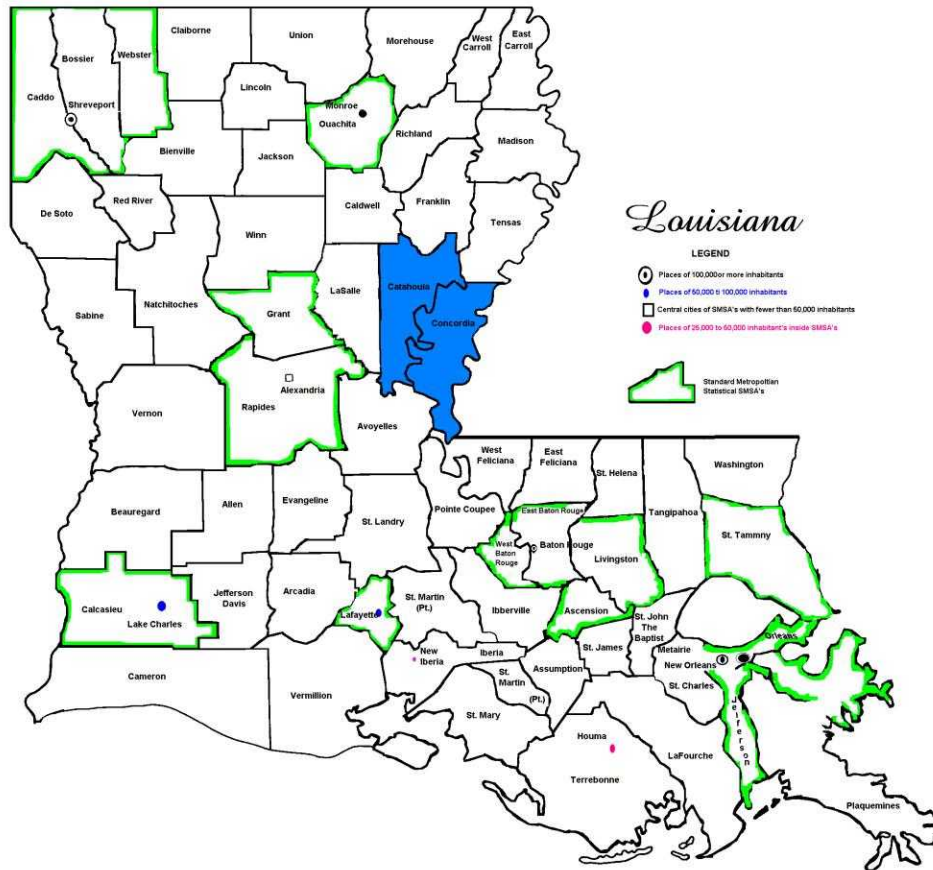 Claiborne
Union
Morehouse
West
Carroll
East
Carroll
Bossier
Webster
Lincoln
Caddo
Shreveport
Monroe
Ouachita
Richland
Madison
Bienville
Jackson
De Soto
Red River
Caldwell
Franklin
Tensas
Winn
Louisiana
LEGEND
Places of 100,000or more inhabitants
Places of 50,000 ti 100,000 inhabitants
Central cities of SMSA's with fewer than 50,000 inhabitants
Places of 25,000 to 50,000 inhabitant's inside SMSA's
Standard Metropoltian
Statistical SMSA's
Sabine
Natchitoches
Grant
LaSalle
Catahoula
Concordia
Vernon
Rapides
Alexandria
Avoyelles
West
Feliciana
East
Feliciana
St. Helena
Washington
Beauregard
Allen
Evangeline
St. Landry
Pointe Coupee
East Baton Rouge
Tangipahoa
St. Tammny
West
Baton
Rouge
Baton Rouge
Livingston
Calcasieu
Lake Charles
Jefferson
Davis
Arcadia
Lafayette
St. Martin
(Pt.)
Ibberville
Ascension
St. John
The
Baptist
Orleans
Cameron
Vermillion
New
Iberia
Iberia
St.
Martin
(Pt.)
Assumption
St. James
Metairie
New Orleans
St. Charles
Jefferson
St. Mary
Houma
Terrebonne
LaFourche
Plaquemines